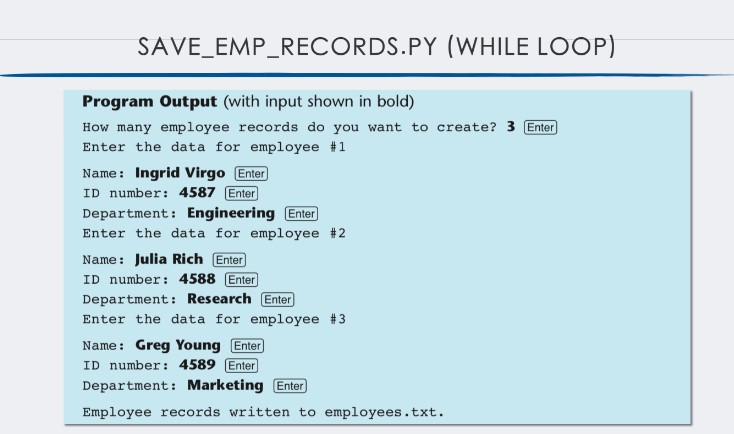 SAVE_EMP_RECORDS.PY (WHILE LOOP)
Program Output (with input shown in bold)
How many employee records do you want to create? 3 Enter
Enter the data for employee #1
Name: Ingrid Virgo Enter
ID number: 4587 Enter
Department: Engineering Enter
Enter the data for employee #2
Name: Julia Rich Enter
ID number: 4588 Enter
Department: Research Enter
Enter the data for employee #3
Name: Greg Young Enter
ID number: 4589 Enter
Department: Marketing Enter
Employee records written to employees.txt.